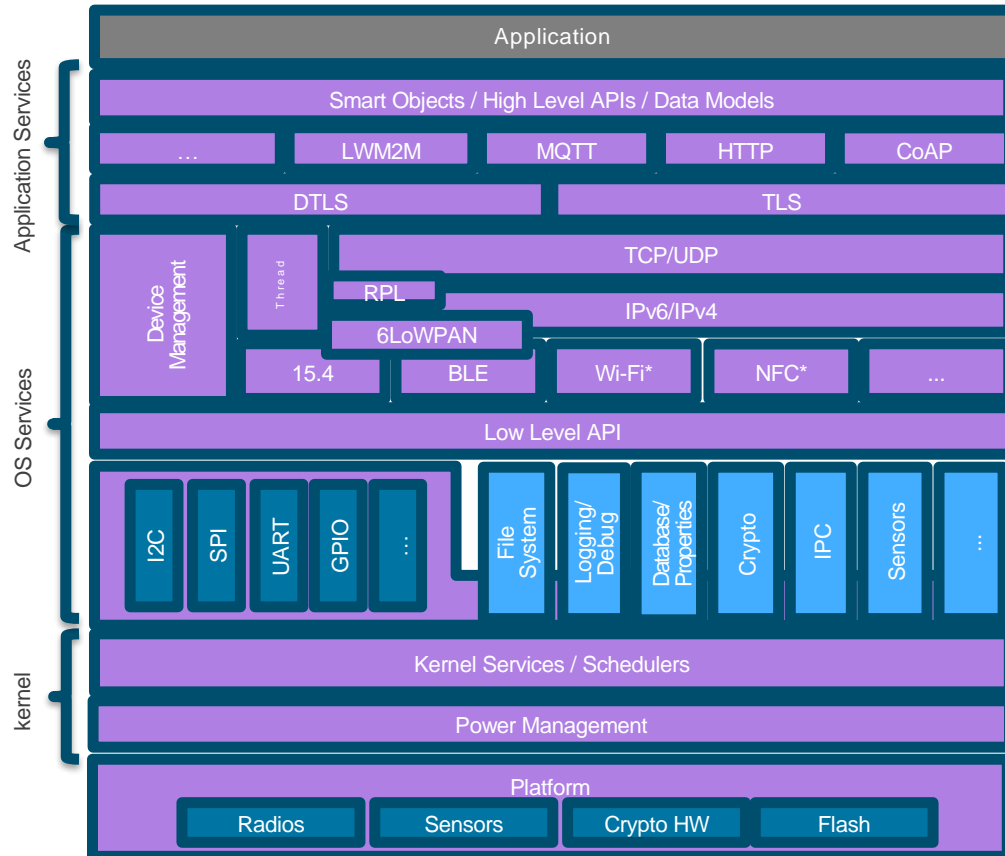 Application
Application Services
Smart Objects / High Level APIs / Data Models
…
LWM2M
MQTT
HTTP
CoAP
DTLS
TLS
OS Services
Device
Management
Thread
TCP/UDP
RPL
IPv6/IPv4
6LoWPAN
15.4
BLE
Wi-Fi*
NFC*
...
Low Level API
I2C
SPI
UART
GPIO
…
File
System
Logging/
Debug
Database/
Properties
Crypto
IPC
Sensors
...
kernel
Kernel Services / Schedulers
Power Management
Platform
Radios
Sensors
Crypto HW
Flash